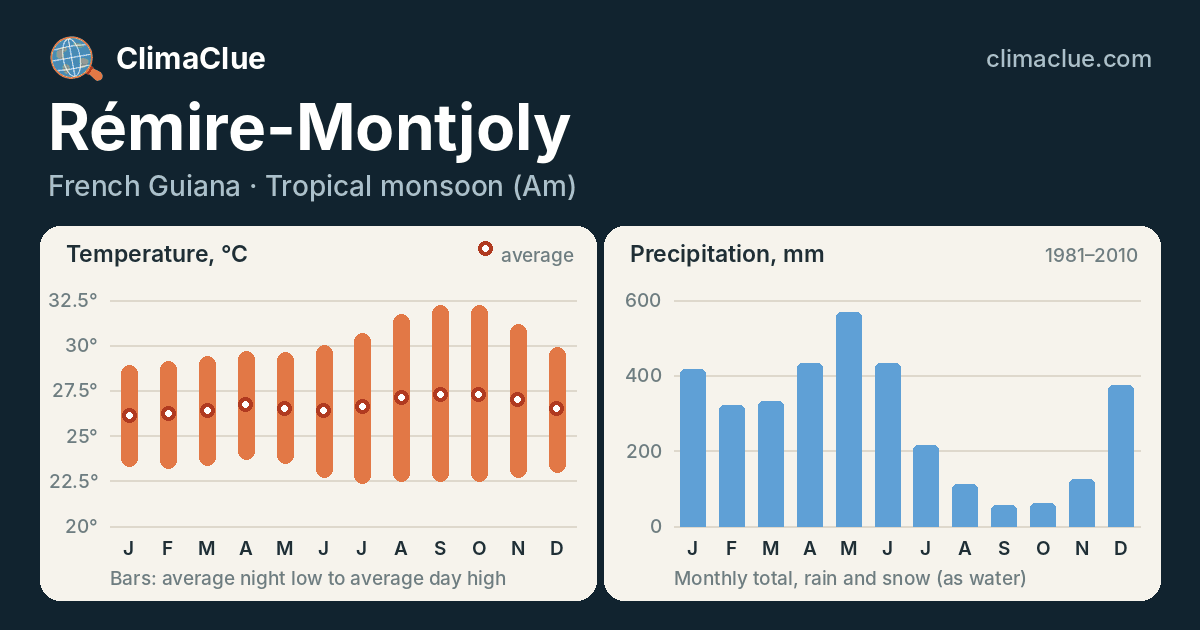 ClimaClue
climaclue.com
Rémire-Montjoly
French Guiana · Tropical monsoon (Am)
Temperature, °C
average
32.5°
30°
27.5°
25°
22.5°
20°
J F M A M J J A S O N D
Bars: average night low to average day high
Precipitation, mm
1981–2010
600
400
200
0
J F M A M J J A S O N D
Monthly total, rain and snow (as water)